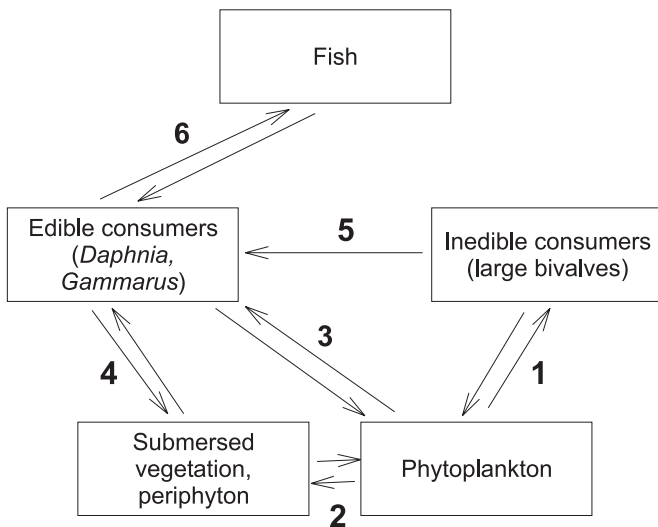 Fish
6
Edible consumers
(Daphnia,
Gammarus)
5
Inedible consumers
(large bivalves)
3
4
1
Submersed
vegetation,
periphyton
Phytoplankton
2